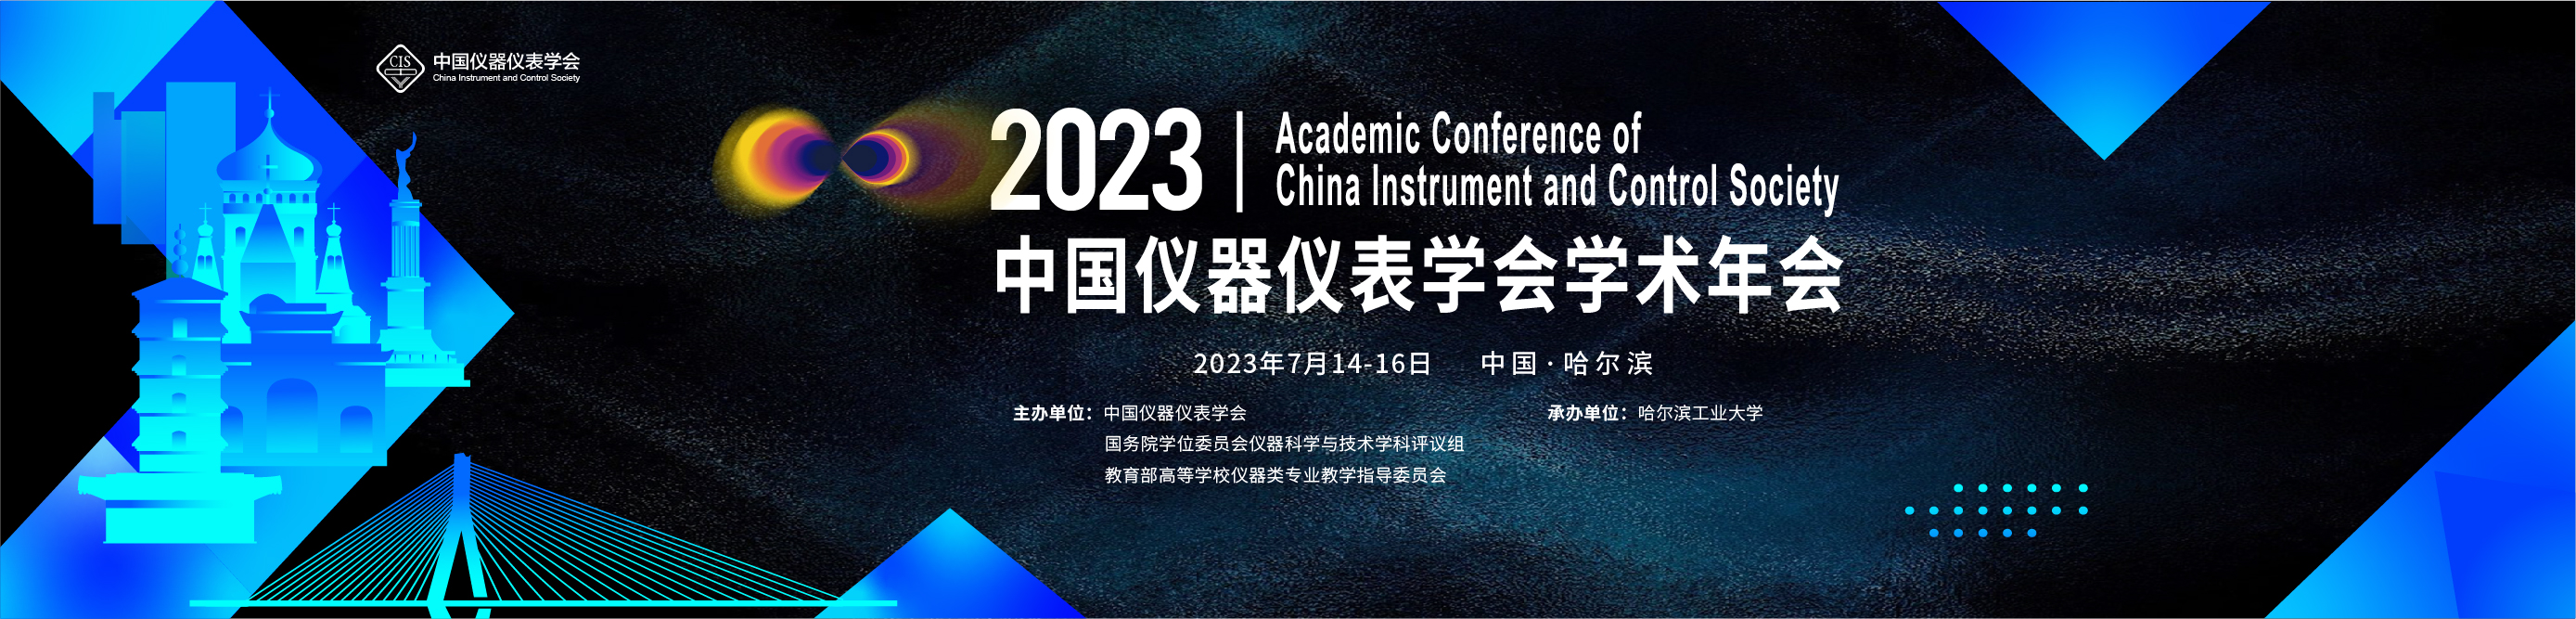 CIS
中国仪器仪表学会
China Instrument and Control Society
2023
Academic Conference of
China Instrument and Control Society
中国仪器仪表学会学术年会
2023年7月14-16日 中国·哈尔滨
主办单位：中国仪器仪表学会 承办单位：哈尔滨工业大学
国务院学位委员会仪器科学与技术学科评议组
教育部高等学校仪器类专业教学指导委员会